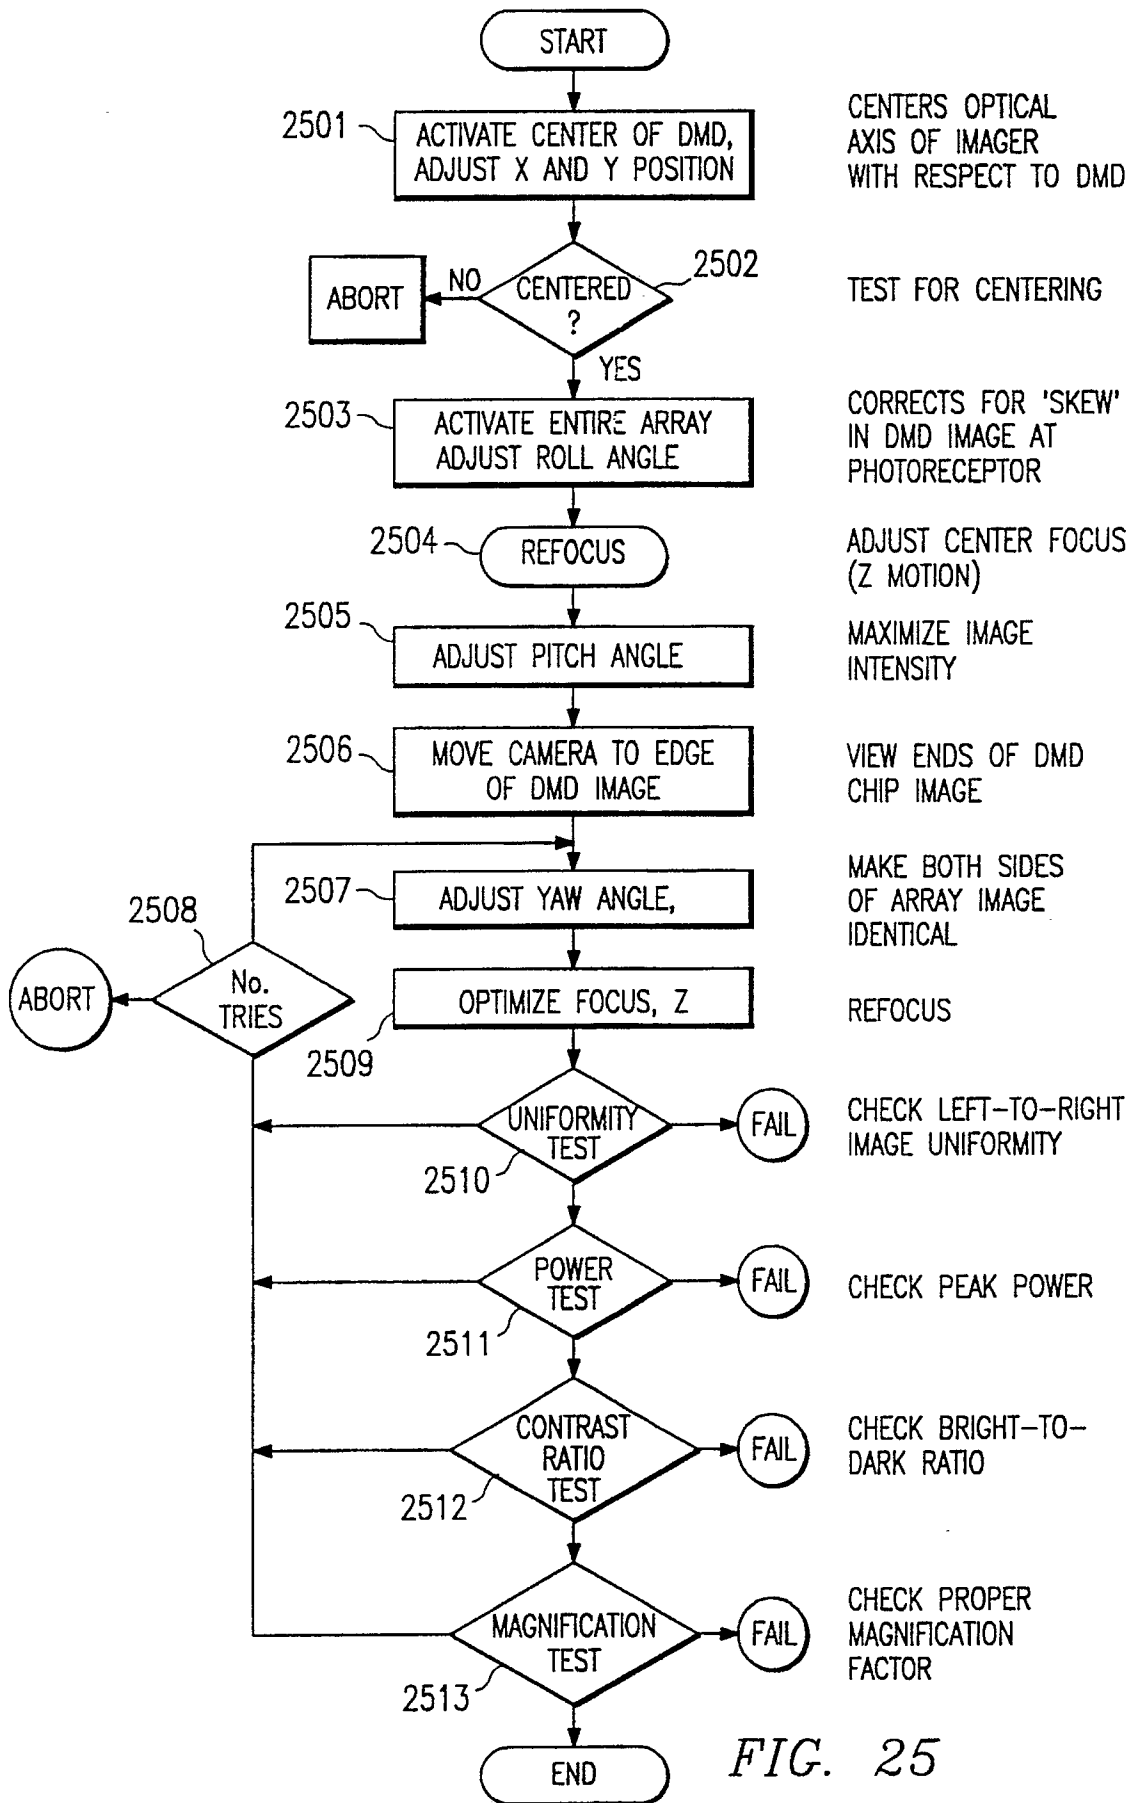 START
2501
ACTIVATE CENTER OF DMD,
ADJUST X AND Y POSITION
CENTERS OPTICAL
AXIS OF IMAGER
WITH RESPECT TO DMD
2502
CENTERED
?
NO
ABORT
YES
TEST FOR CENTERING
2503
ACTIVATE ENTIRE ARRAY
ADJUST ROLL ANGLE
CORRECTS FOR 'SKEW'
IN DMD IMAGE AT
PHOTORECEPTOR
2504
REFOCUS
ADJUST CENTER FOCUS
(Z MOTION)
2505
ADJUST PITCH ANGLE
MAXIMIZE IMAGE
INTENSITY
2506
MOVE CAMERA TO EDGE
OF DMD IMAGE
VIEW ENDS OF DMD
CHIP IMAGE
2507
ADJUST YAW ANGLE,
MAKE BOTH SIDES
OF ARRAY IMAGE
IDENTICAL
2508
No.
TRIES
ABORT
OPTIMIZE FOCUS, Z
2509
REFOCUS
UNIFORMITY
TEST
2510
FAIL
CHECK LEFT-TO-RIGHT
IMAGE UNIFORMITY
POWER
TEST
2511
FAIL
CHECK PEAK POWER
CONTRAST
RATIO
TEST
2512
FAIL
CHECK BRIGHT-TO-
DARK RATIO
MAGNIFICATION
TEST
2513
FAIL
CHECK PROPER
MAGNIFICATION
FACTOR
END
FIG. 25